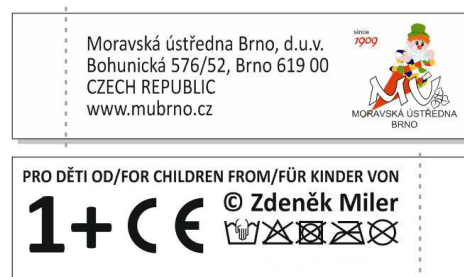 Moravská ústředna Brno, d.u.v.
Bohunická 576/52, Brno 619 00
CZECH REPUBLIC
www.mubrno.cz
since
1909
MU
MORAVSKÁ ÚSTŘEDNA
BRNO
PRO DĚTI OD/FOR CHILDREN FROM/FÜR KINDER VON
1+ CE
© Zdeněk Miler